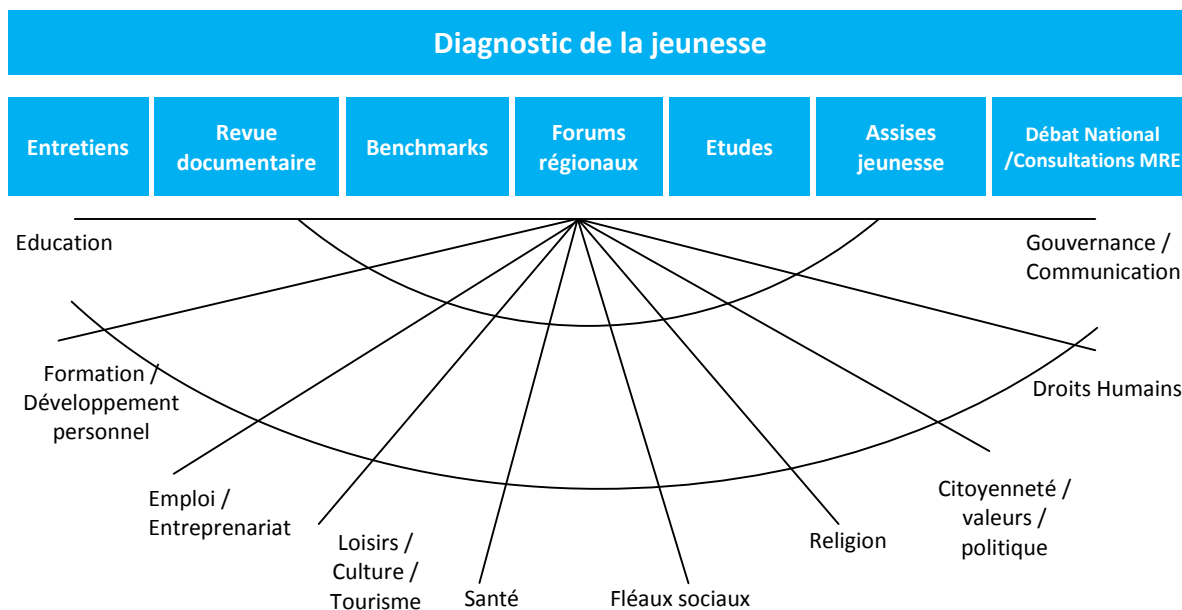 Diagnostic de la jeunesse
Entretiens
Revue
documentaire
Benchmarks
Forums
régionaux
Etudes
Assises
jeunesse
Débat National
/Consultations MRE
Education
Gouvernance /
Communication
Formation /
Développement
personnel
Droits Humains
Emploi /
Entreprenariat
Citoyenneté /
valeurs /
politique
Loisirs /
Culture /
Tourisme
Religion
Santé
Fléaux sociaux